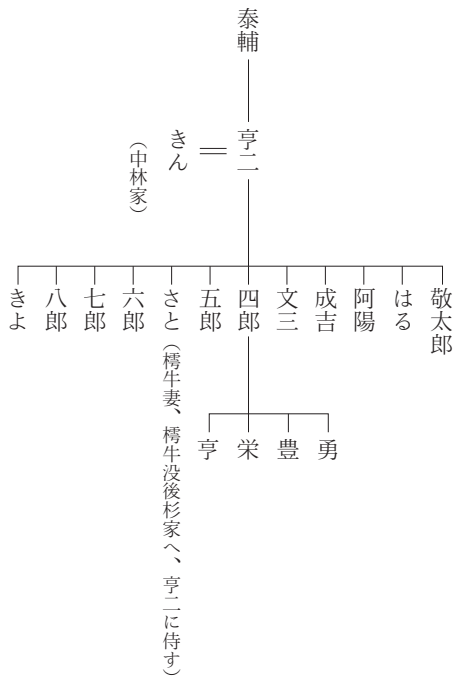 泰輔
亨二
きん
（中林家）
敬太郎
はる
阿陽
成吉
文三
四郎
五郎
さと（樗牛妻、樗牛没後杉家へ、亨二に侍す）
六郎
七郎
八郎
きよ
勇
豊
栄
亨